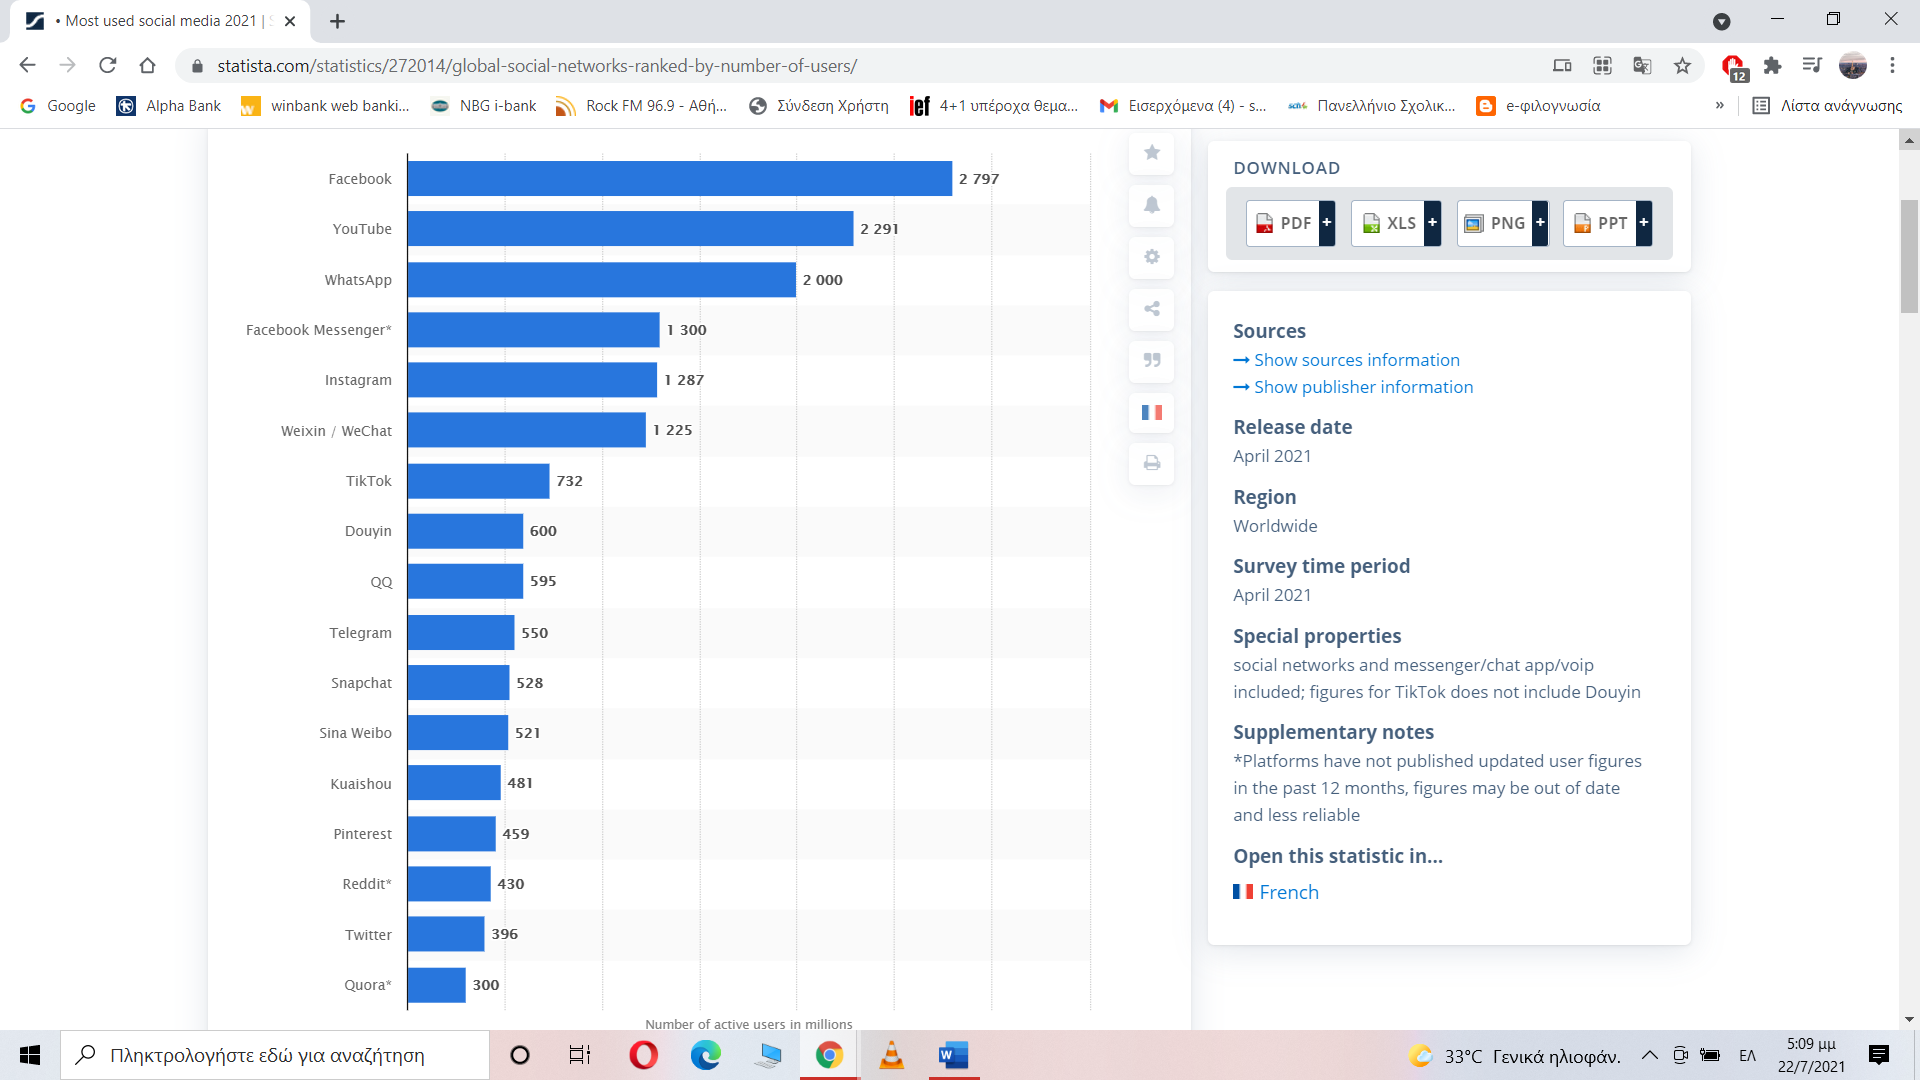 • Most used social media 2021 |
statista.com/statistics/272014/global-social-networks-ranked-by-number-of-users/
12
Google
Alpha Bank
winbank web banki...
NBG i-bank
Rock FM 96.9 - Αθή...
Σύνδεση Χρήστη
ief 4+1 υπέροχα θεμα...
Εισερχόμενα (4) - s...
sch Πανελλήνιο Σχολικ...
e-φιλογνωσία
»
Λίστα ανάγνωσης
Facebook 2 797
YouTube 2 291
WhatsApp 2 000
Facebook Messenger* 1 300
Instagram 1 287
Weixin / WeChat 1 225
TikTok 732
Douyin 600
QQ 595
Telegram 550
Snapchat 528
Sina Weibo 521
Kuaishou 481
Pinterest 459
Reddit* 430
Twitter 396
Quora* 300
Number of active users in millions
DOWNLOAD
PDF + XLS + PNG + PPT +
Sources
→ Show sources information
→ Show publisher information
Release date
April 2021
Region
Worldwide
Survey time period
April 2021
Special properties
social networks and messenger/chat app/voip
included; figures for TikTok does not include Douyin
Supplementary notes
*Platforms have not published updated user figures
in the past 12 months, figures may be out of date
and less reliable
Open this statistic in...
French
Πληκτρολογήστε εδώ για αναζήτηση
33°C Γενικά ηλιοφάν.
ΕΛ
5:09 μμ
22/7/2021